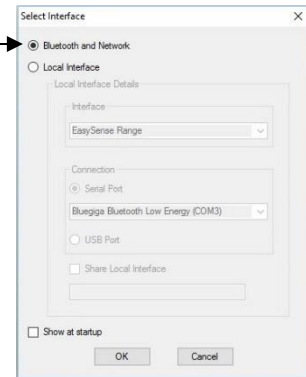 Select Interface
Bluetooth and Network
Local Interface
Local Interface Details
Interface
EasySense Range
Connection
Serial Port
Bluegiga Bluetooth Low Energy (COM3)
USB Port
Share Local Interface
Show at startup
OK Cancel